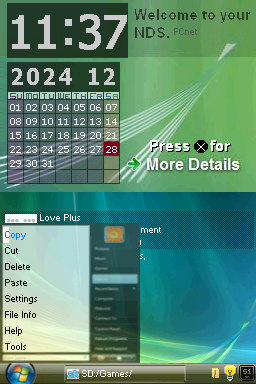 11:37
Welcome to your
NDS. PCnet
2024 12
SU MO TU WE TH FR SA
01 02 03 04 05 06 07
08 09 10 11 12 13 14
15 16 17 18 19 20 21
22 23 24 25 26 27 28
29 30 31
Press X for
More Details
Love Plus
Copy
Cut
Delete
Paste
Settings
File Info
Help
Tools
SD:/Games/